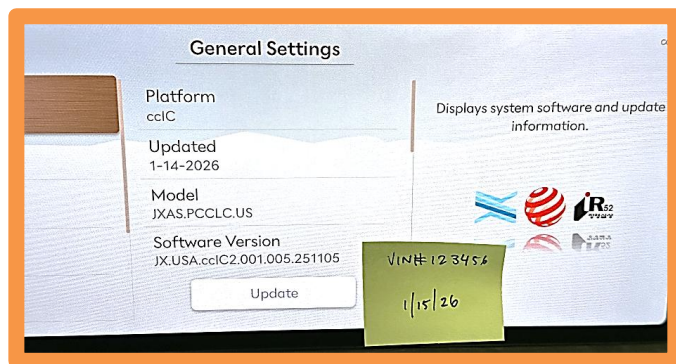 General Settings
Platform
ccIC
Updated
1-14-2026
Model
JXAS.PCCLC.US
Software Version
JX.USA.ccIC2.001.005.251105
Update
Displays system software and update
information.
iR52
VIN# 123456
1/15/26